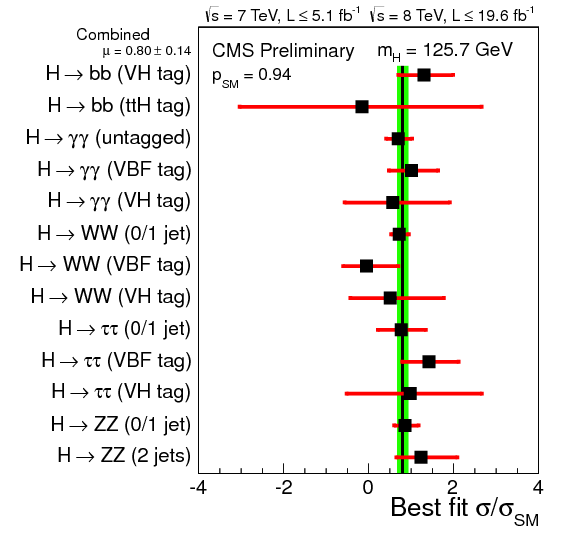 √s = 7 TeV, L ≤ 5.1 fb⁻¹ √s = 8 TeV, L ≤ 19.6 fb⁻¹
Combined
μ = 0.80 ± 0.14
CMS Preliminary m_H = 125.7 GeV
p_SM = 0.94
H → bb (VH tag)
H → bb (ttH tag)
H → γγ (untagged)
H → γγ (VBF tag)
H → γγ (VH tag)
H → WW (0/1 jet)
H → WW (VBF tag)
H → WW (VH tag)
H → ττ (0/1 jet)
H → ττ (VBF tag)
H → ττ (VH tag)
H → ZZ (0/1 jet)
H → ZZ (2 jets)
-4 -2 0 2 4
Best fit σ/σ_SM